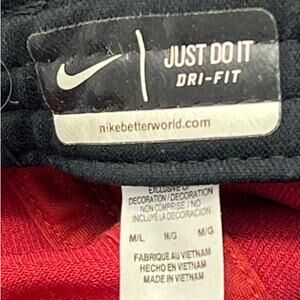 JUST DO IT
DRI-FIT
nikebetterworld.com
EXCLUSIVE OF
DECORATION/DECORATION
NON COMPRISE / NO
INCLUYE LA DECORACION
M/L M/G M/G
FABRIQUE AU VIETNAM
HECHO EN VIETNAM
MADE IN VIETNAM